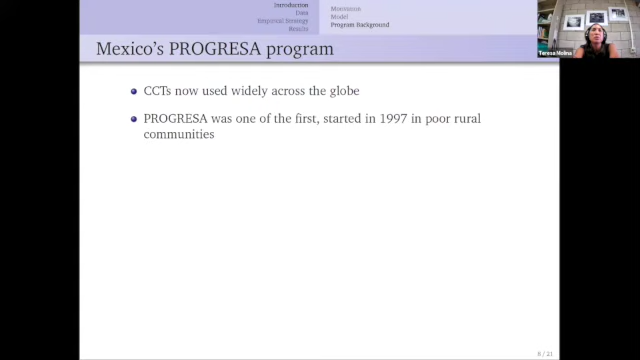 Introduction
Data
Empirical Strategy
Results
Motivation
Model
Program Background
Mexico's PROGRESA program
CCTs now used widely across the globe
PROGRESA was one of the first, started in 1997 in poor rural
communities
Teresa Molina
8 / 21